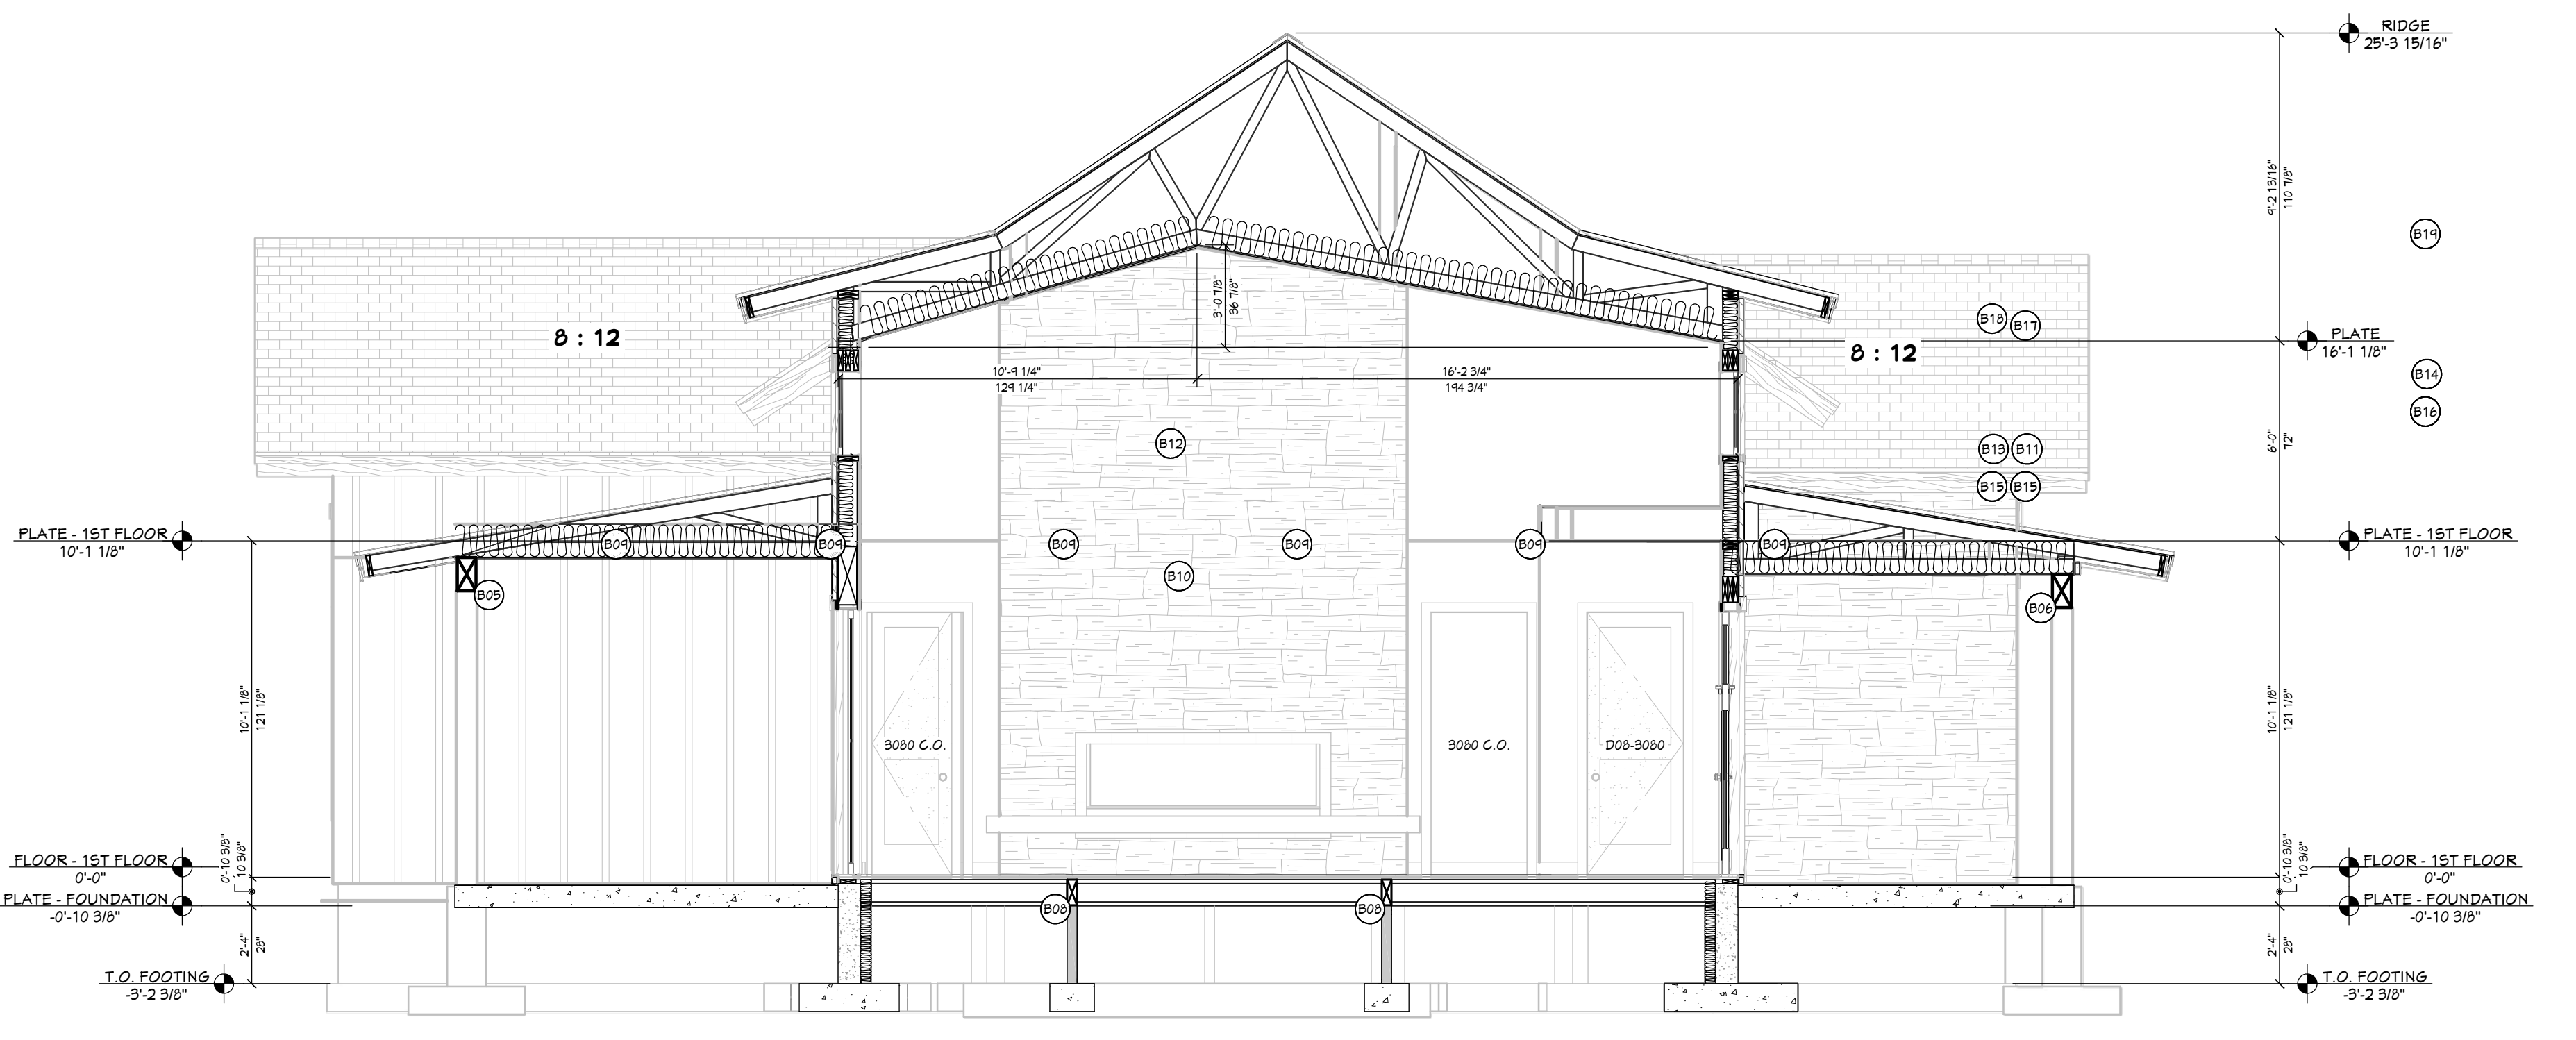 RIDGE
25'-3 15/16"
9'-2 13/16"
110 7/8"
B19
8 : 12
3'-0 7/8"
36 7/8"
B18
B17
PLATE
16'-1 1/8"
8 : 12
10'-9 1/4"
129 1/4"
16'-2 3/4"
194 3/4"
B14
B16
B12
6'-0"
72"
B13
B11
B15
B15
PLATE - 1ST FLOOR
10'-1 1/8"
B09
B09
B09
B09
B09
B09
PLATE - 1ST FLOOR
10'-1 1/8"
B10
B05
B06
10'-1 1/8"
121 1/8"
10'-1 1/8"
121 1/8"
3080 C.O.
3080 C.O.
D08-3080
0'-10 3/8"
10 3/8"
0'-10 3/8"
10 3/8"
FLOOR - 1ST FLOOR
0'-0"
FLOOR - 1ST FLOOR
0'-0"
PLATE - FOUNDATION
-0'-10 3/8"
B08
B08
PLATE - FOUNDATION
-0'-10 3/8"
2'-4"
28"
2'-4"
28"
T.O. FOOTING
-3'-2 3/8"
T.O. FOOTING
-3'-2 3/8"